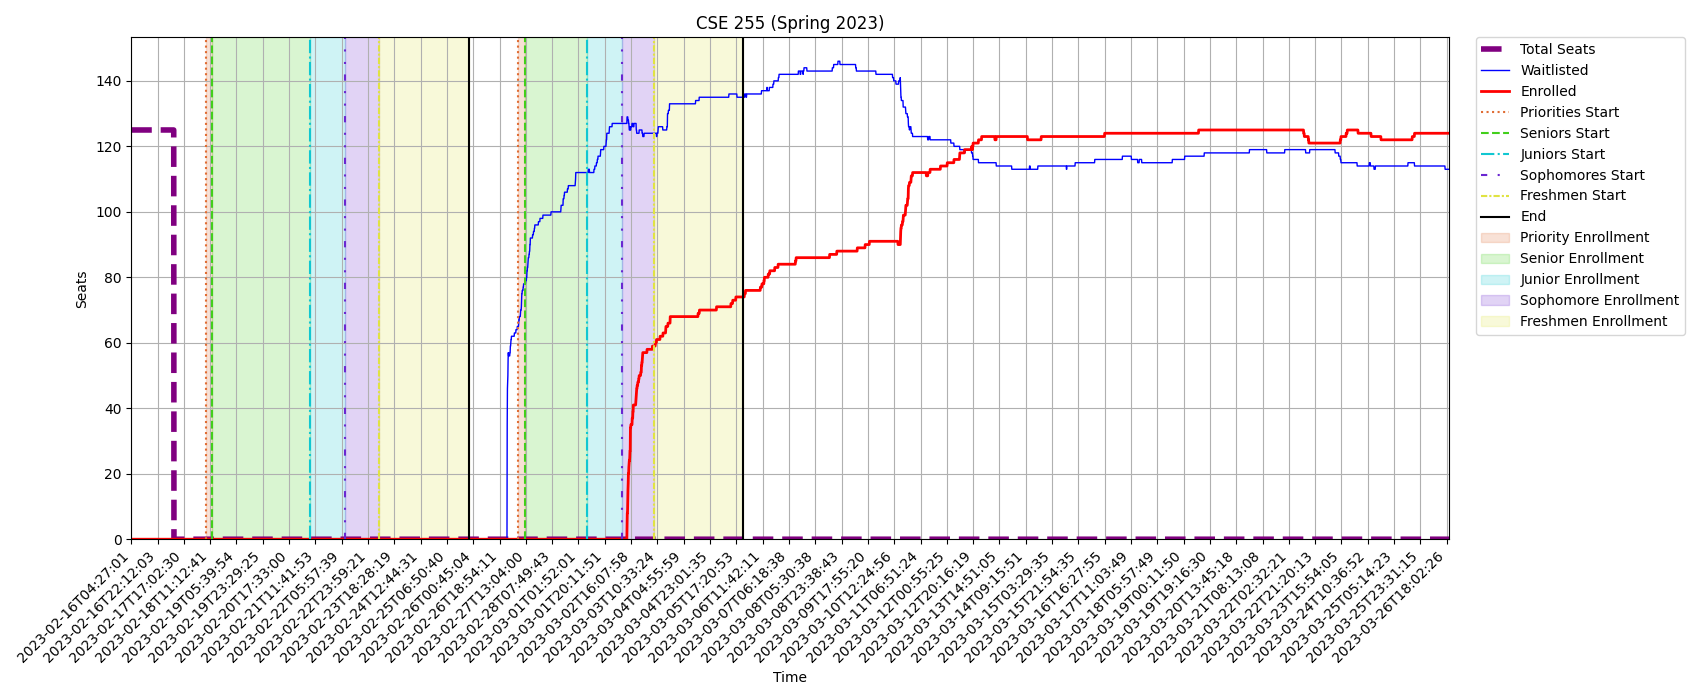 CSE 255 (Spring 2023)
Total Seats
Waitlisted
Enrolled
Priorities Start
Seniors Start
Juniors Start
Sophomores Start
Freshmen Start
End
Priority Enrollment
Senior Enrollment
Junior Enrollment
Sophomore Enrollment
Freshmen Enrollment
Seats
140
120
100
80
60
40
20
0
2023-02-16T04:27:01
2023-02-16T22:12:03
2023-02-17T17:02:30
2023-02-18T11:12:41
2023-02-19T05:39:54
2023-02-19T23:29:25
2023-02-20T17:33:00
2023-02-21T11:41:53
2023-02-22T05:57:39
2023-02-22T23:59:21
2023-02-23T18:28:19
2023-02-24T12:44:31
2023-02-25T06:50:40
2023-02-26T00:45:04
2023-02-26T18:54:11
2023-02-27T13:04:00
2023-02-28T07:49:43
2023-03-01T01:52:01
2023-03-01T20:11:51
2023-03-02T16:07:58
2023-03-03T10:33:24
2023-03-04T04:55:59
2023-03-04T23:01:35
2023-03-05T17:20:53
2023-03-06T11:42:11
2023-03-07T06:18:38
2023-03-08T05:30:38
2023-03-08T23:38:43
2023-03-09T17:55:20
2023-03-10T12:24:56
2023-03-11T06:51:24
2023-03-12T00:55:25
2023-03-12T20:16:19
2023-03-13T14:51:05
2023-03-14T09:15:51
2023-03-15T03:29:35
2023-03-15T21:54:35
2023-03-16T16:27:55
2023-03-17T11:03:49
2023-03-18T05:57:49
2023-03-19T00:11:50
2023-03-19T19:16:30
2023-03-20T13:45:18
2023-03-21T08:13:08
2023-03-22T02:32:21
2023-03-22T21:20:13
2023-03-23T15:54:05
2023-03-24T10:36:52
2023-03-25T05:14:23
2023-03-25T23:31:15
2023-03-26T18:02:26
Time